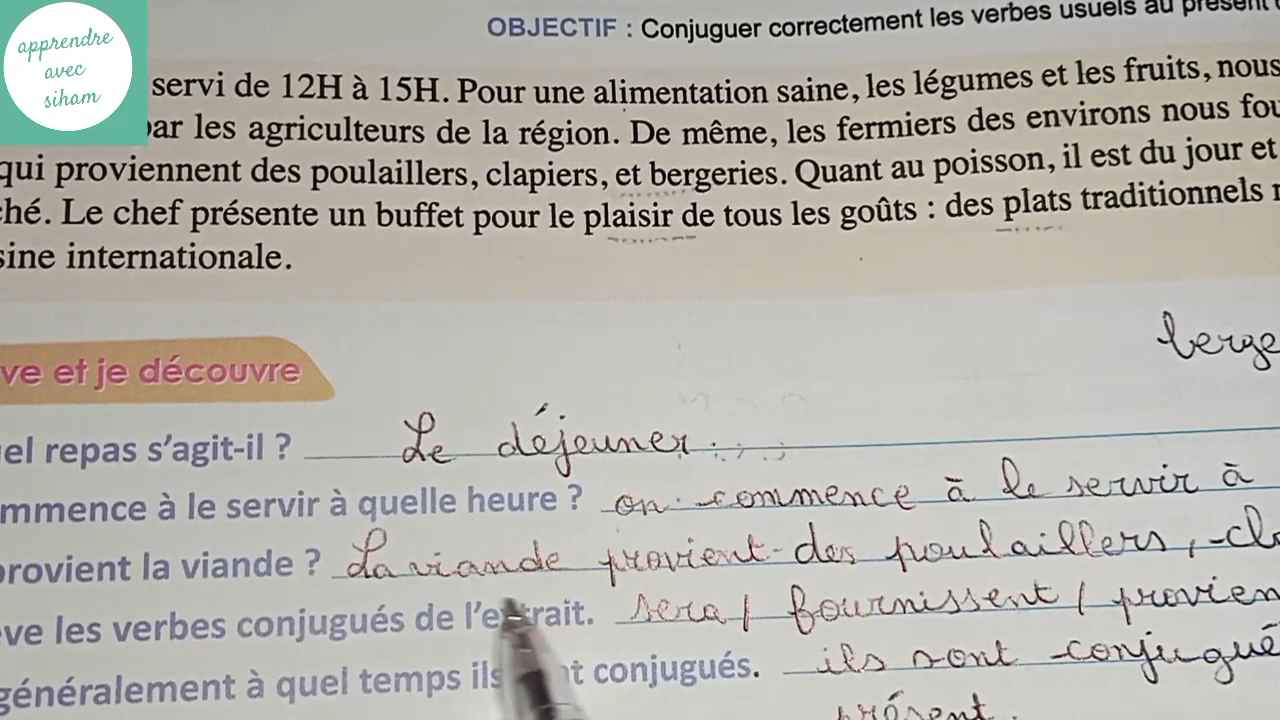 apprendre
avec
siham
OBJECTIF : Conjuguer correctement les verbes usuels au présent
servi de 12H à 15H. Pour une alimentation saine, les légumes et les fruits, nous
par les agriculteurs de la région. De même, les fermiers des environs nous fou
qui proviennent des poulaillers, clapiers, et bergeries. Quant au poisson, il est du jour et
ché. Le chef présente un buffet pour le plaisir de tous les goûts : des plats traditionnels
sine internationale.
berge
ve et je découvre
el repas s'agit-il ? Le déjeuner.
mmence à le servir à quelle heure ? on commence à le servir à
provient la viande ? La viande provient des poulaillers, cl
ve les verbes conjugués de l'extrait. sera / fournissent / provien
généralement à quel temps ils sont conjugués. ils sont conjugué
présent.